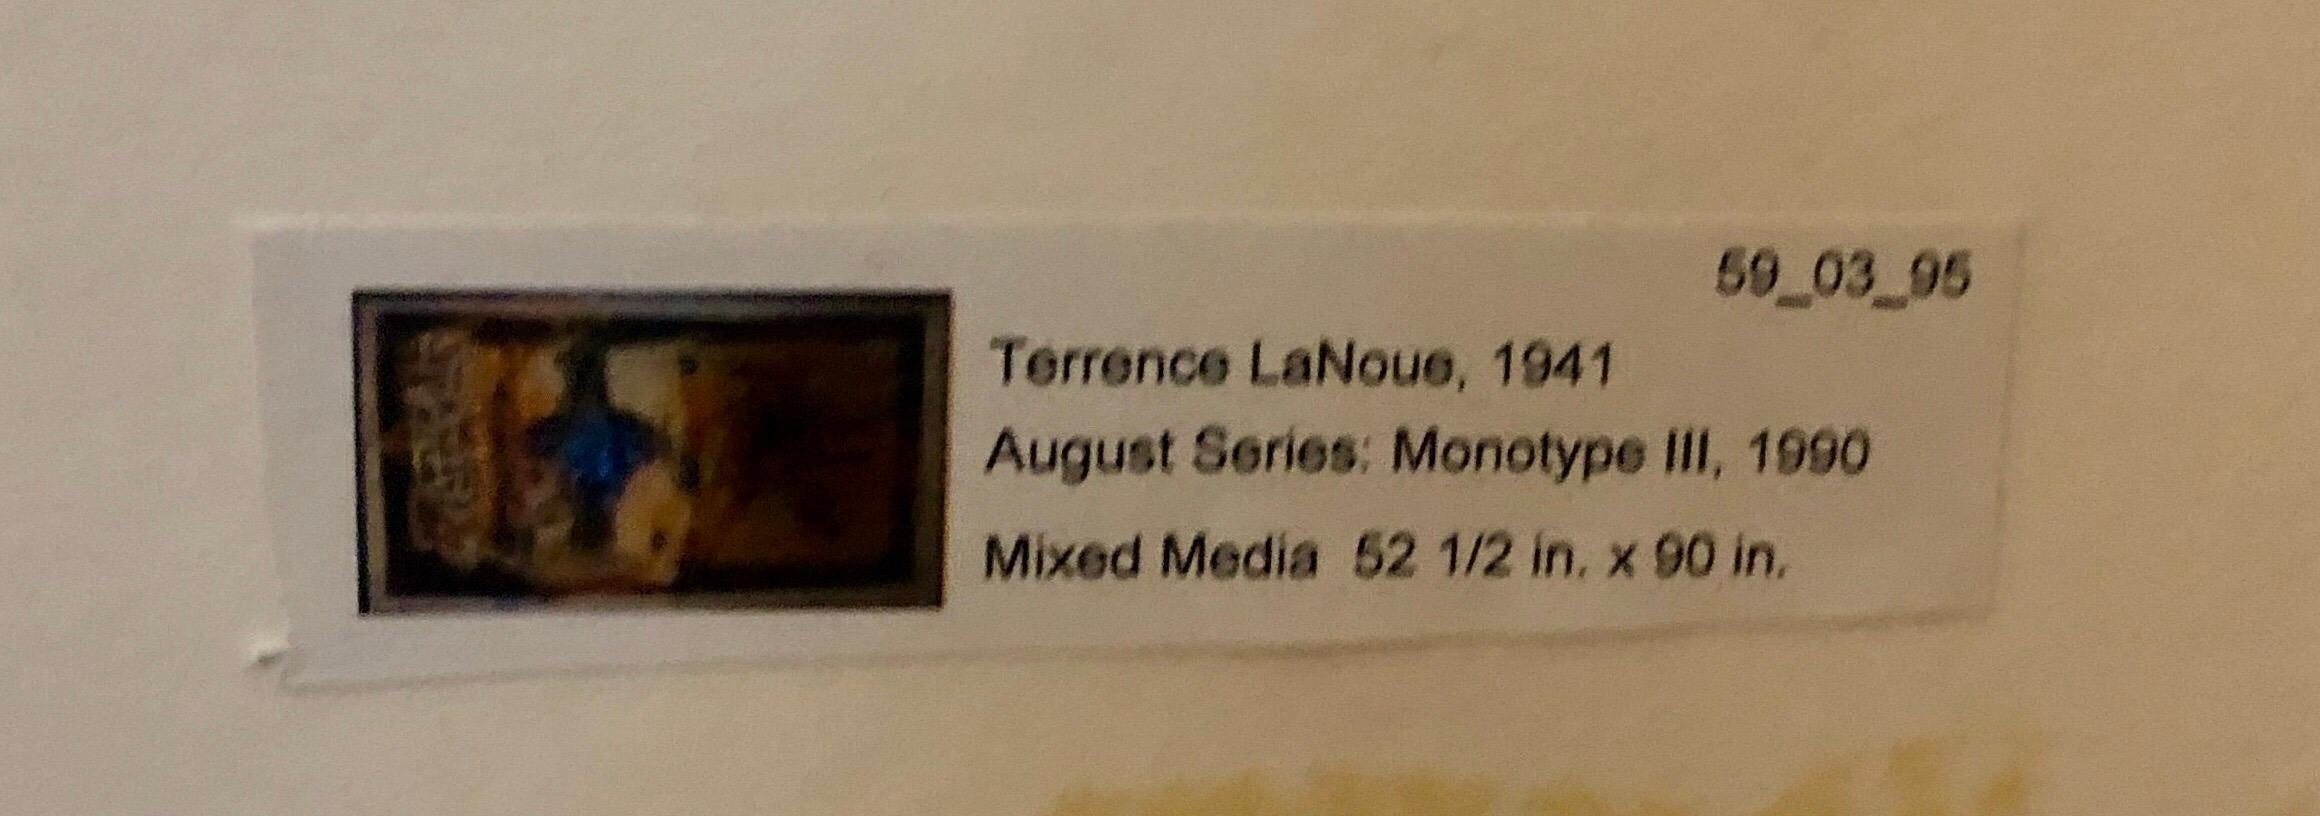 59_03_95
Terrence LaNoue, 1941
August Series: Monotype III, 1990
Mixed Media 52 1/2 in. x 90 in.